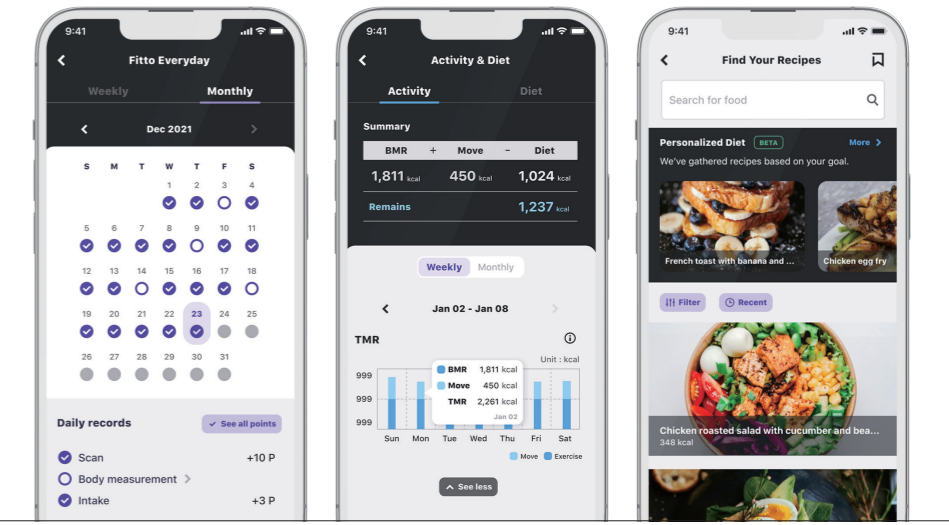 9:41
Fitto Everyday
Weekly Monthly
Dec 2021
S M T W T F S
1 2 3 4
5 6 7 8 9 10 11
12 13 14 15 16 17 18
19 20 21 22 23 24 25
26 27 28 29 30 31
Daily records
See all points
Scan +10 P
Body measurement
Intake +3 P
9:41
Activity & Diet
Activity Diet
Summary
BMR + Move - Diet
1,811 kcal 450 kcal 1,024 kcal
Remains 1,237 kcal
Weekly Monthly
Jan 02 - Jan 08
TMR
Unit : kcal
999
999
999
BMR 1,811 kcal
Move 450 kcal
TMR 2,261 kcal
Jan 02
Sun Mon Tue Wed Thu Fri Sat
Move Exercise
See less
9:41
Find Your Recipes
Search for food
Personalized Diet BETA More
We've gathered recipes based on your goal.
French toast with banana and ...
Chicken egg fry
Filter Recent
Chicken roasted salad with cucumber and bea...
348 kcal